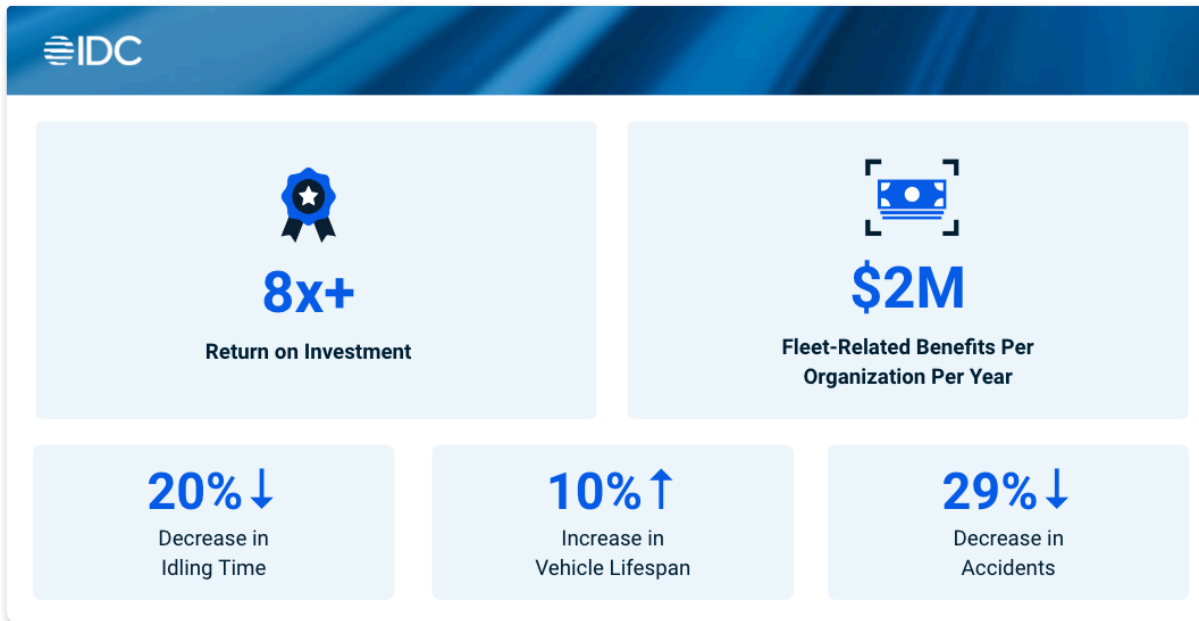 IDC
8x+
Return on Investment
$2M
Fleet-Related Benefits Per
Organization Per Year
20%↓
Decrease in
Idling Time
10%↑
Increase in
Vehicle Lifespan
29%↓
Decrease in
Accidents